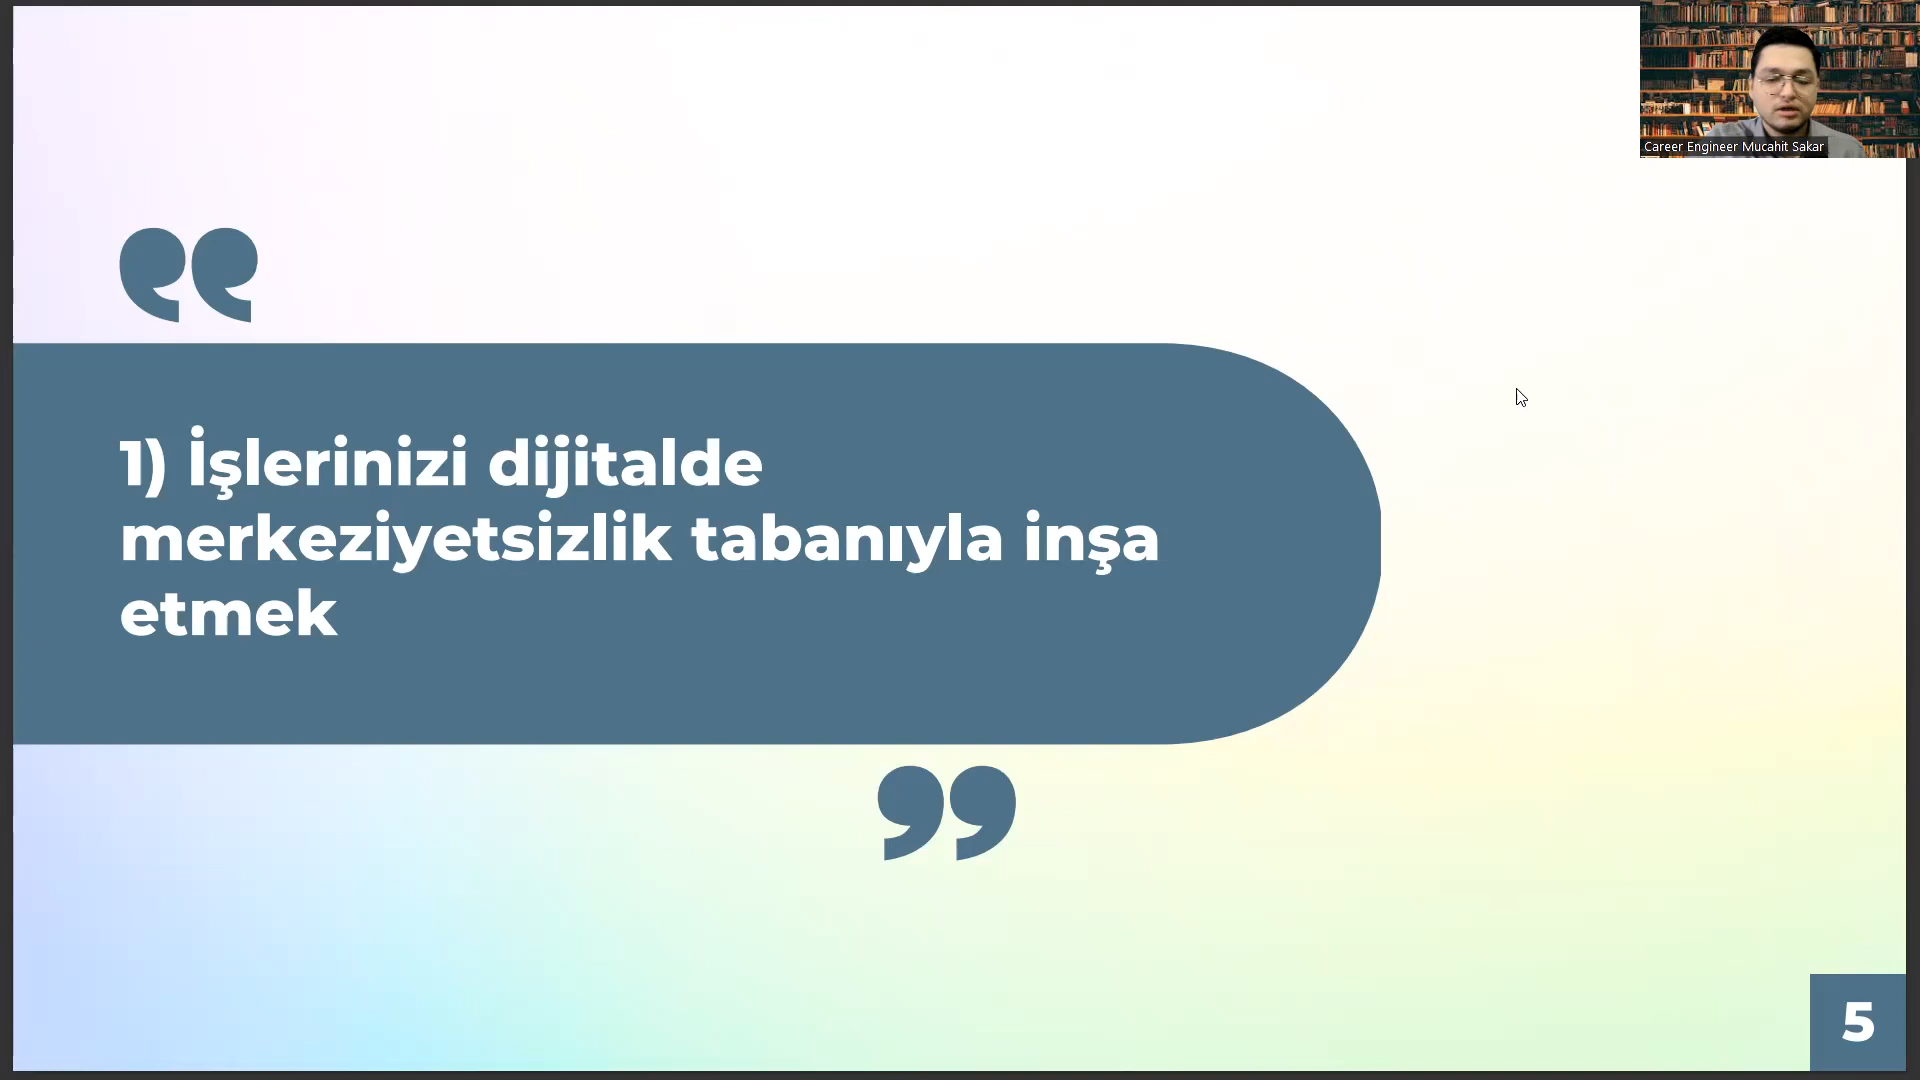 Career Engineer Mucahit Sakar
1) İşlerinizi dijitalde
merkeziyetsizlik tabanıyla inşa
etmek
5